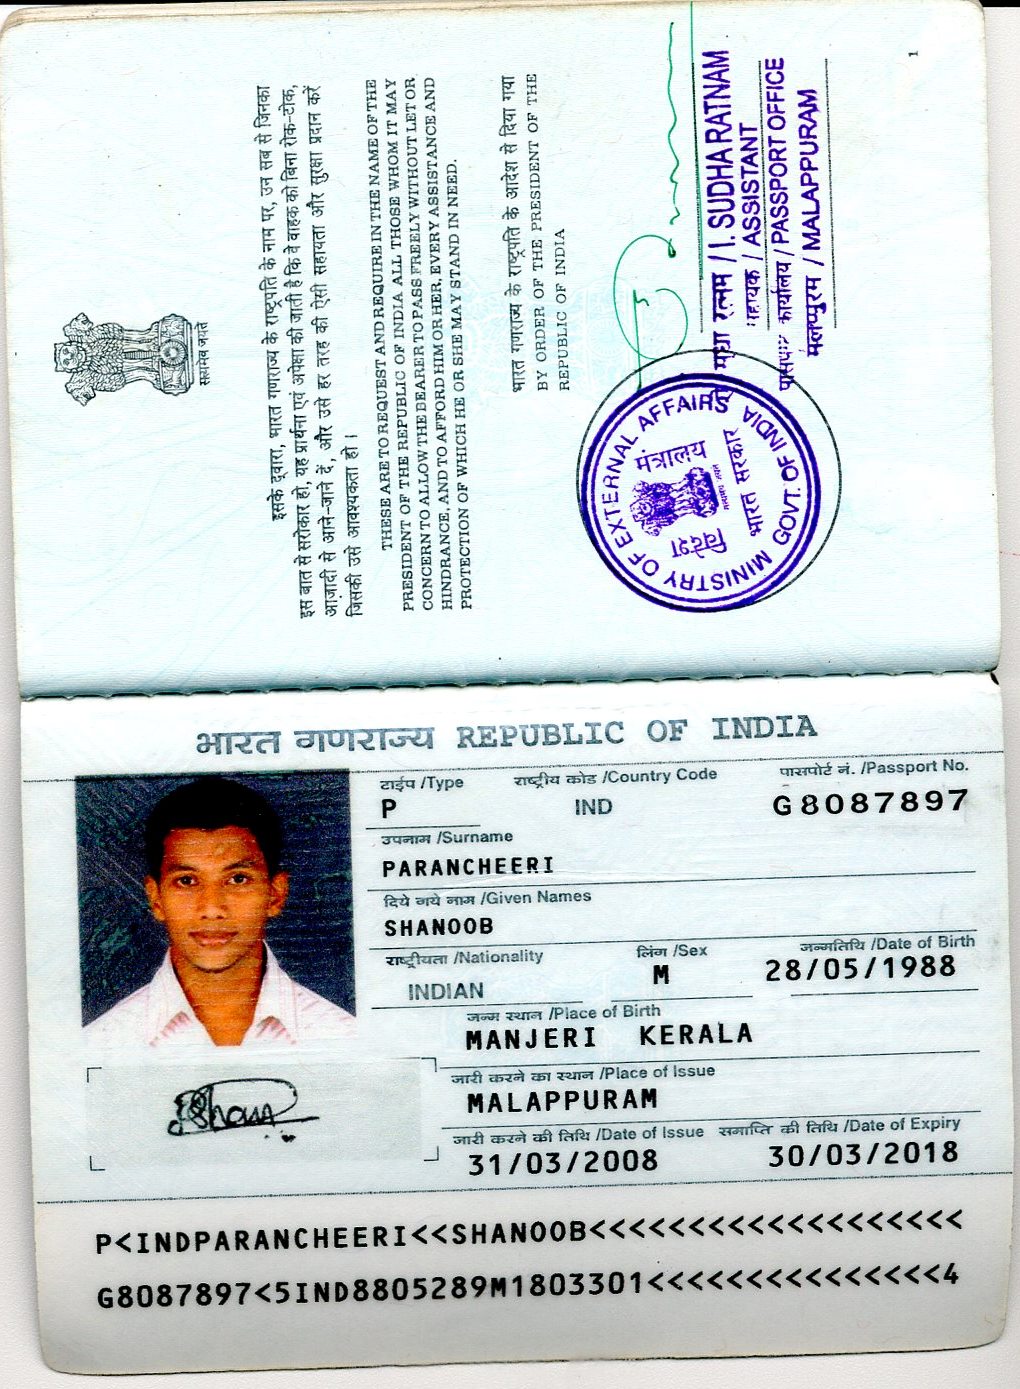 सत्यमेव जयते
इसके द्वारा, भारत गणराज्य के राष्ट्रपति के नाम पर, उन सब से जिनका
इस बात से सरोकार हो, यह प्रार्थना एवं अपेक्षा की जाती है कि वे वाहक को बिना रोक-टोक,
आज़ादी से आने-जाने दें, और उसे हर तरह की ऐसी सहायता और सुरक्षा प्रदान करें
जिसकी उसे आवश्यकता हो।
THESE ARE TO REQUEST AND REQUIRE IN THE NAME OF THE
PRESIDENT OF THE REPUBLIC OF INDIA ALL THOSE WHOM IT MAY
CONCERN TO ALLOW THE BEARER TO PASS FREELY WITHOUT LET OR
HINDRANCE, AND TO AFFORD HIM OR HER, EVERY ASSISTANCE AND
PROTECTION OF WHICH HE OR SHE MAY STAND IN NEED.
भारत गणराज्य के राष्ट्रपति के आदेश से दिया गया
BY ORDER OF THE PRESIDENT OF THE
REPUBLIC OF INDIA
MINISTRY OF EXTERNAL AFFAIRS
GOVT. OF INDIA
विदेश मंत्रालय
भारत सरकार
रत्नम / I. SUDHA RATNAM
/ ASSISTANT
कार्यालय / PASSPORT OFFICE
मलप्पुरम / MALAPPURAM
1
भारत गणराज्य REPUBLIC OF INDIA
टाईप /Type राष्ट्रीय कोड /Country Code पासपोर्ट नं. /Passport No.
P IND G8087897
उपनाम /Surname
PARANCHEERI
दिये गये नाम /Given Names
SHANOOB
राष्ट्रीयता /Nationality लिंग /Sex जन्मतिथि /Date of Birth
INDIAN M 28/05/1988
जन्म स्थान /Place of Birth
MANJERI KERALA
जारी करने का स्थान /Place of Issue
MALAPPURAM
जारी करने की तिथि /Date of Issue समाप्ति की तिथि /Date of Expiry
31/03/2008 30/03/2018
P<INDPARANCHEERI<<SHANOOB<<<<<<<<<<<<<<<<<<<
G8087897<5IND8805289M1803301<<<<<<<<<<<<<<<4